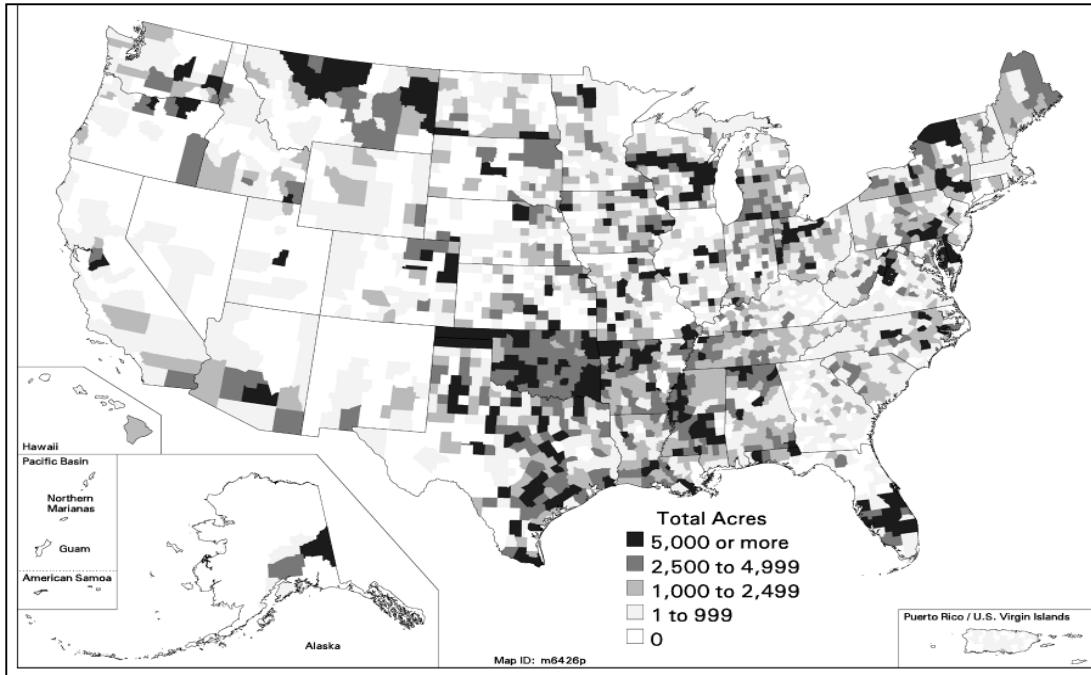 Hawaii
Pacific Basin
Northern
Marianas
Guam
American Samoa
Alaska
Total Acres
5,000 or more
2,500 to 4,999
1,000 to 2,499
1 to 999
0
Map ID: m6426p
Puerto Rico / U.S. Virgin Islands